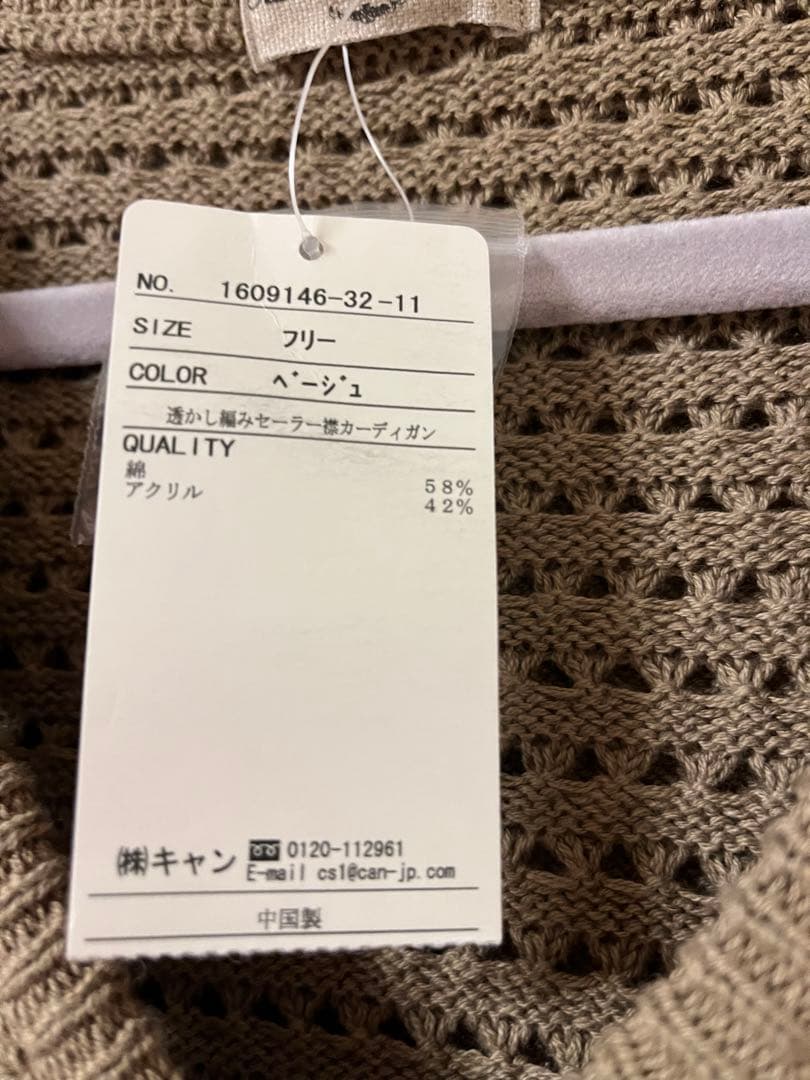 NO. 1609146-32-11
SIZE フリー
COLOR ﾍﾞｰｼﾞｭ
透かし編みセーラー襟カーディガン
QUALITY
綿 58%
アクリル 42%
㈱キャン 0120-112961
E-mail cs1@can-jp.com
中国製